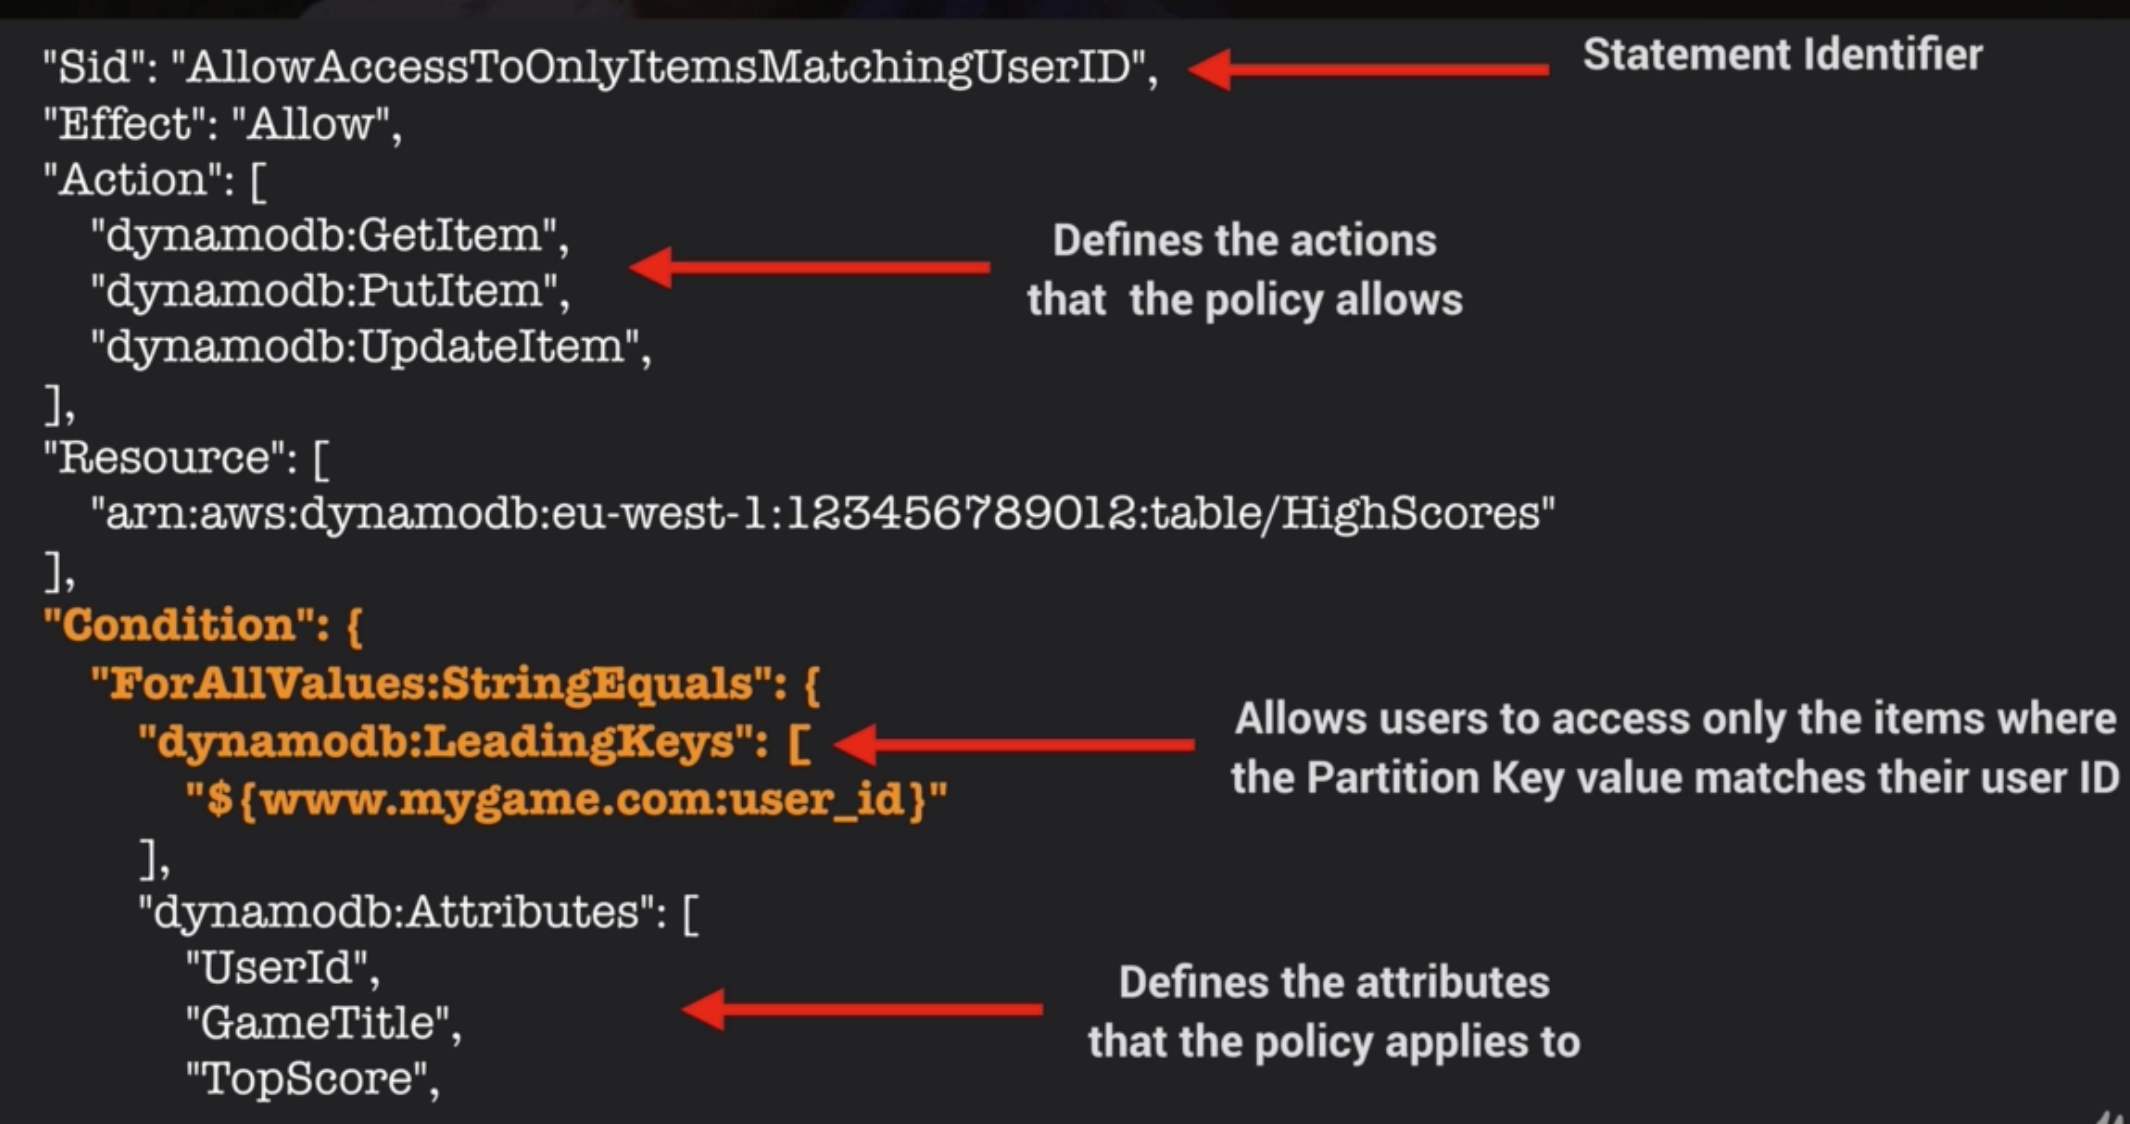 "Sid": "AllowAccessToOnlyItemsMatchingUserID",
Statement Identifier
"Effect": "Allow",
"Action": [
"dynamodb:GetItem",
"dynamodb:PutItem",
"dynamodb:UpdateItem",
Defines the actions
that the policy allows
],
"Resource": [
"arn:aws:dynamodb:eu-west-1:123456789012:table/HighScores"
],
"Condition": {
"ForAllValues:StringEquals": {
"dynamodb:LeadingKeys": [
"${www.mygame.com:user_id}"
Allows users to access only the items where
the Partition Key value matches their user ID
],
"dynamodb:Attributes": [
"UserId",
"GameTitle",
"TopScore",
Defines the attributes
that the policy applies to